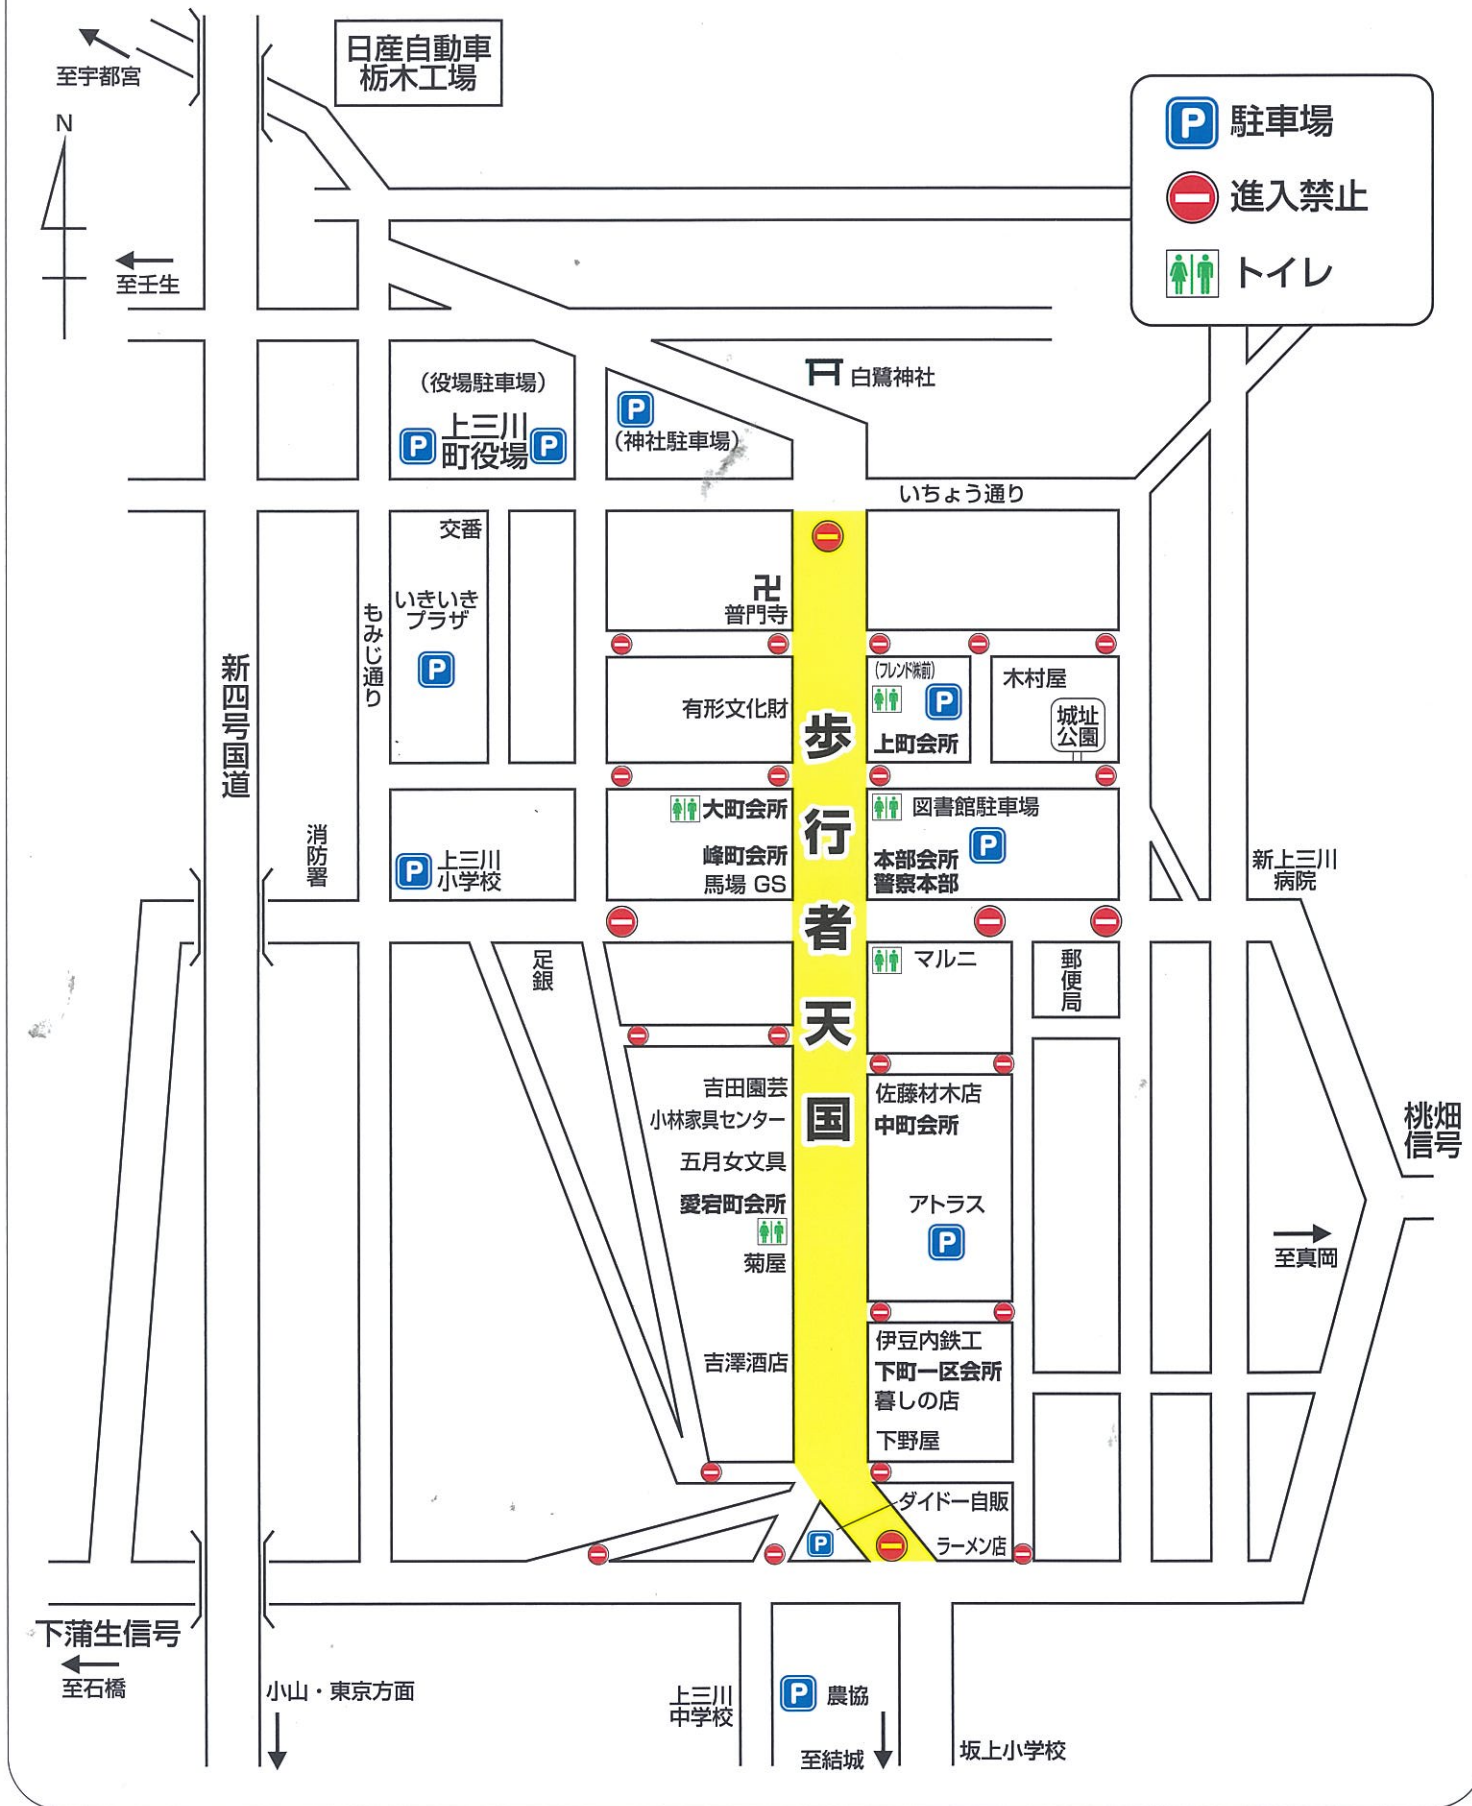 至宇都宮
日産自動車
栃木工場
N
P 駐車場
進入禁止
トイレ
至壬生
(役場駐車場)
P 上三川 P
町役場
P
(神社駐車場)
白鷺神社
いちょう通り
交番
いきいき
プラザ
P
もみじ通り
新四号国道
消防署
卍
普門寺
有形文化財
(フレンド㈱前)
P
上町会所
木村屋
城址
公園
歩行者天国
大町会所
峰町会所
馬場 GS
図書館駐車場
P
本部会所
警察本部
P 上三川
小学校
新上三川
病院
足銀
マルニ
郵便局
吉田園芸
小林家具センター
五月女文具
愛宕町会所
菊屋
吉澤酒店
佐藤材木店
中町会所
アトラス
P
桃畑
信号
至真岡
伊豆内鉄工
下町一区会所
暮しの店
下野屋
ダイドー自販
P
ラーメン店
下蒲生信号
至石橋
小山・東京方面
上三川
中学校
P 農協
至結城
坂上小学校